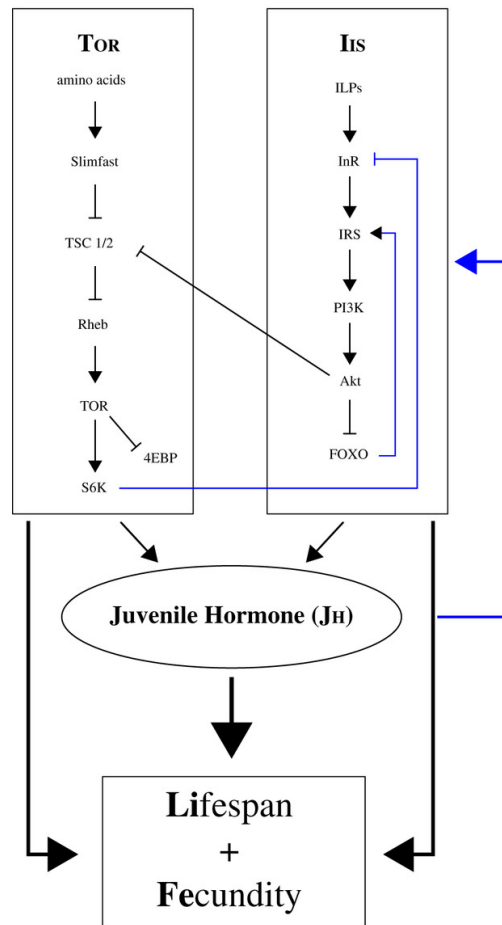 TOR
amino acids
Slimfast
TSC 1/2
Rheb
TOR
4EBP
S6K
IIS
ILPs
InR
IRS
PI3K
Akt
FOXO
Juvenile Hormone (JH)
Lifespan
+
Fecundity